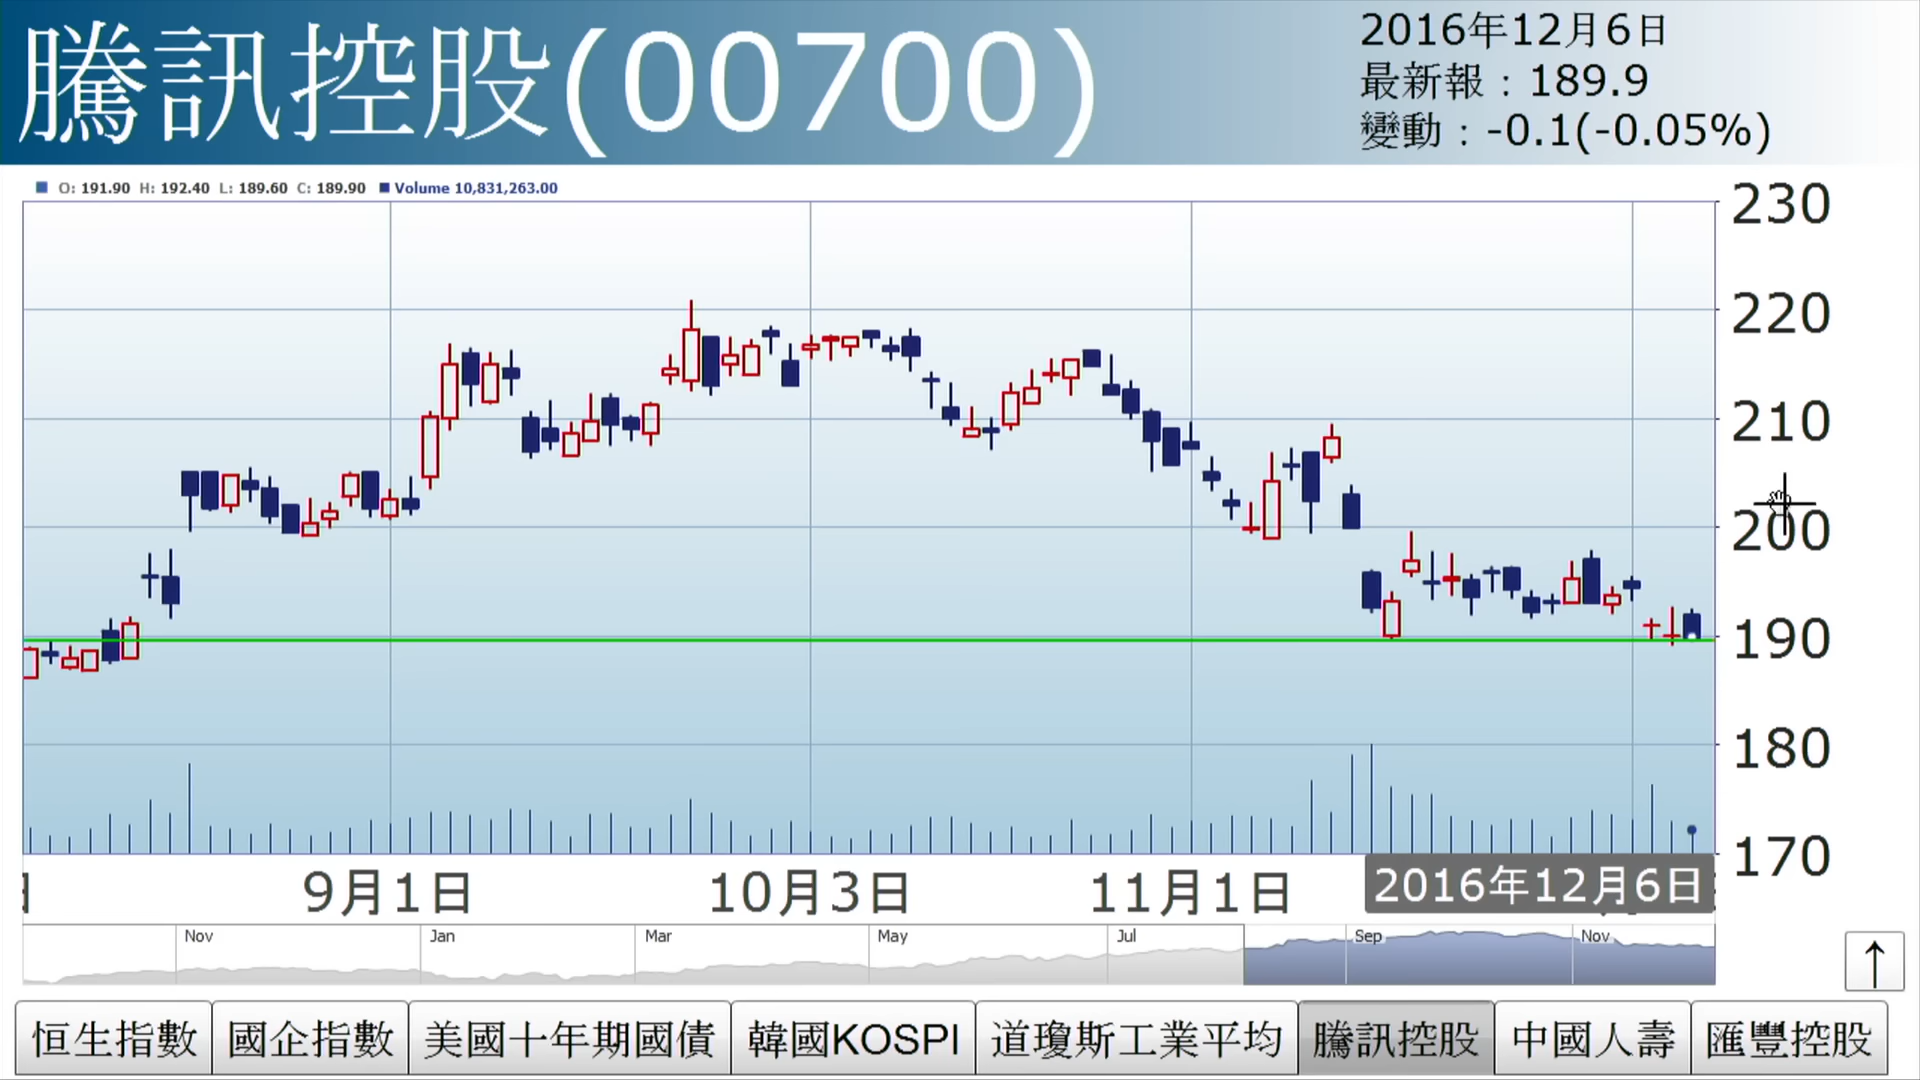 騰訊控股(00700)
2016年12月6日
最新報：189.9
變動：-0.1(-0.05%)
O: 191.90 H: 192.40 L: 189.60 C: 189.90 Volume 10,831,263.00
230
220
210
200
190
180
170
9月1日 10月3日 11月1日 2016年12月6日
Nov Jan Mar May Jul Sep Nov
↑
恒生指數 國企指數 美國十年期國債 韓國KOSPI 道瓊斯工業平均 騰訊控股 中國人壽 匯豐控股